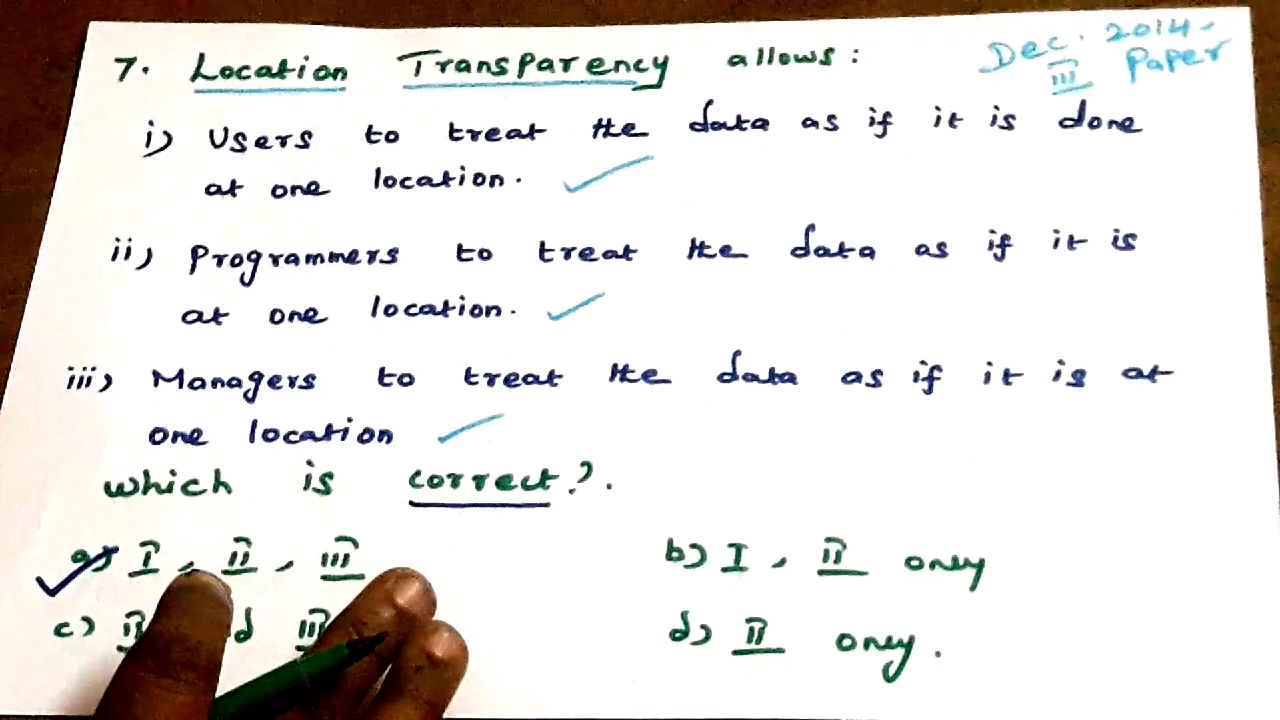 7. Location Transparency allows:
Dec. 2014.
III Paper
i) Users to treat the data as if it is done
at one location.
ii) Programmers to treat the data as if it is
at one location.
iii) Managers to treat the data as if it is at
one location
which is correct?.
a) I, II, III
b) I, II only
c) II III
d) II only.